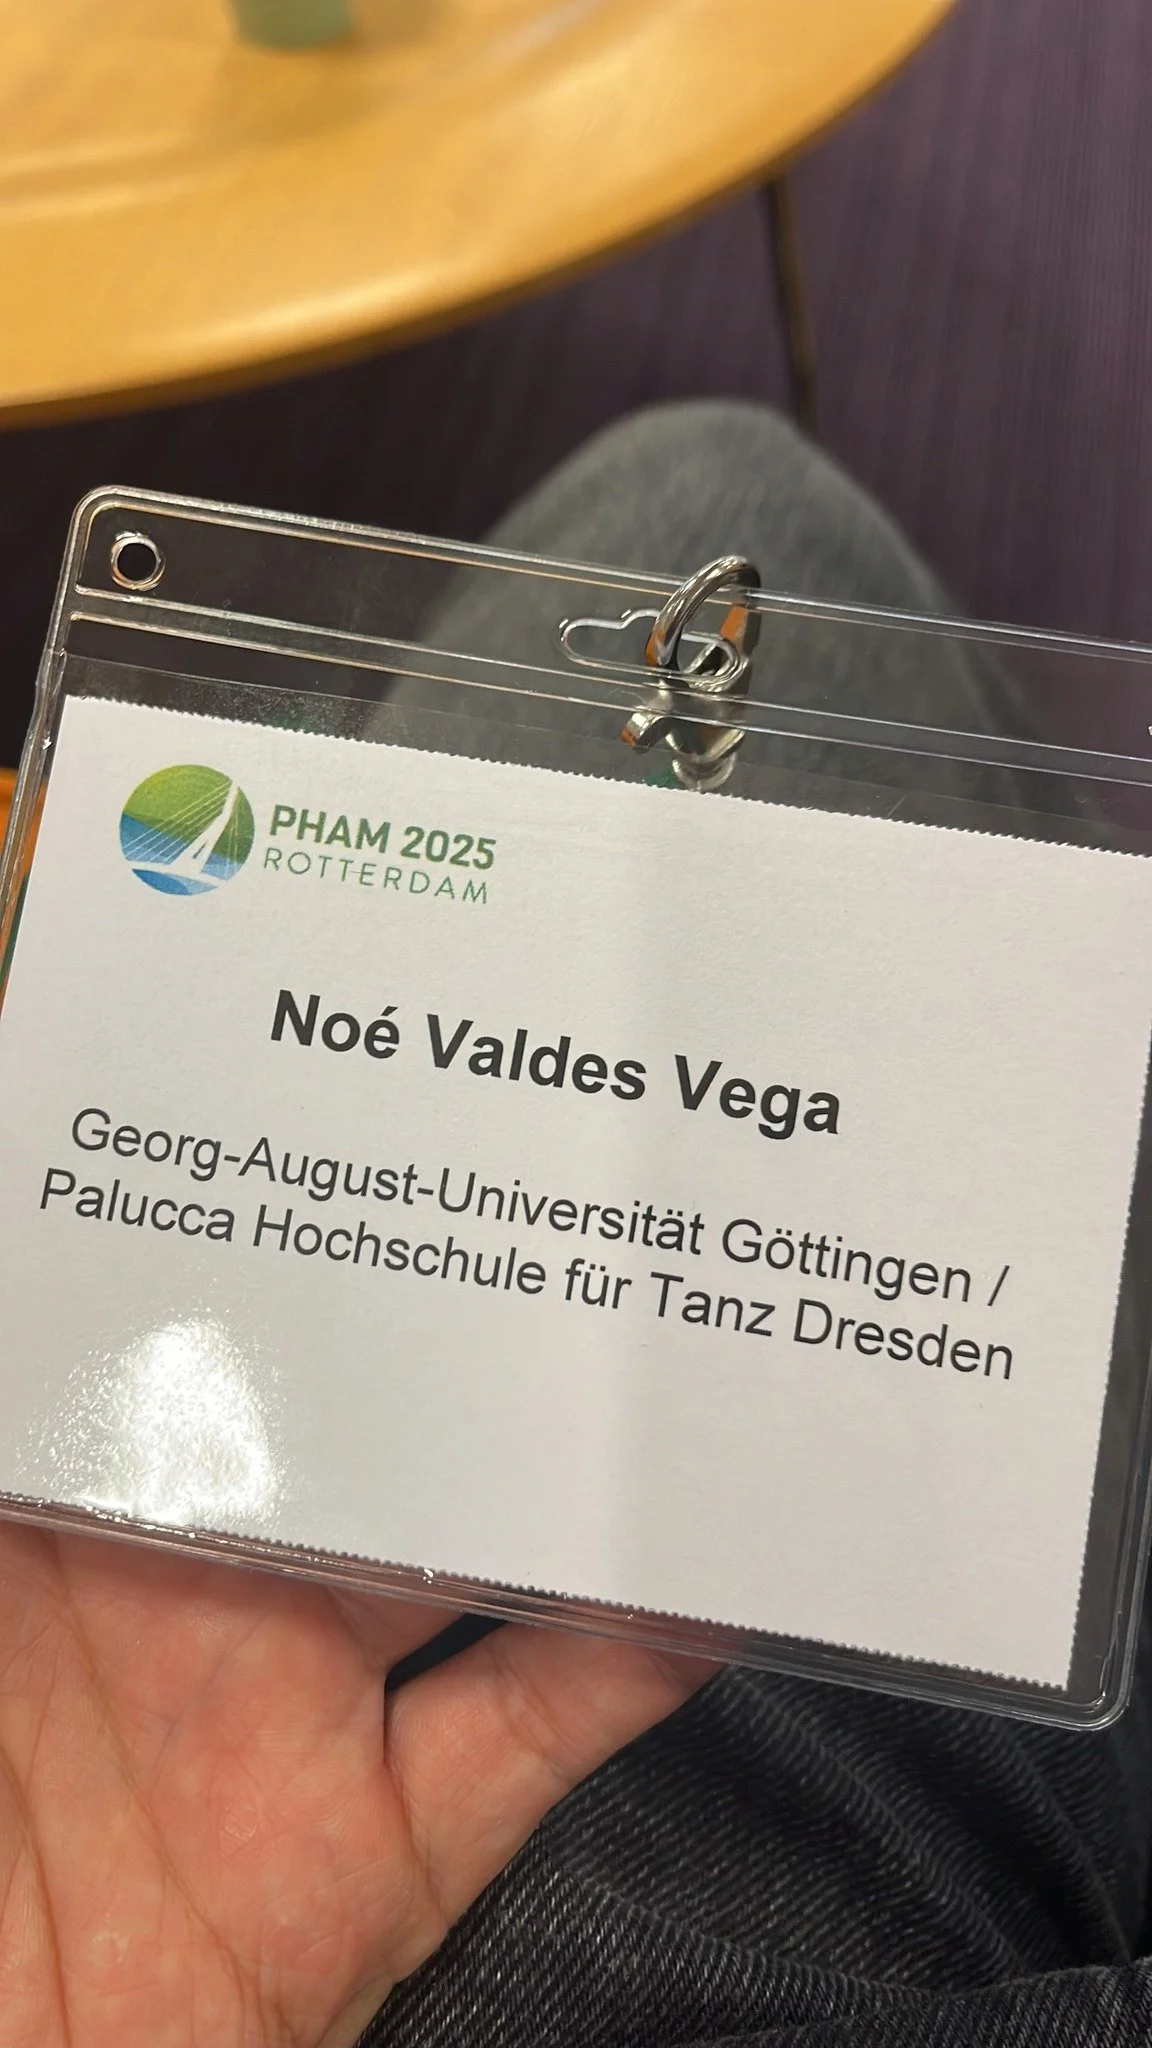 PHAM 2025
ROTTERDAM
Noé Valdes Vega
Georg-August-Universität Göttingen /
Palucca Hochschule für Tanz Dresden